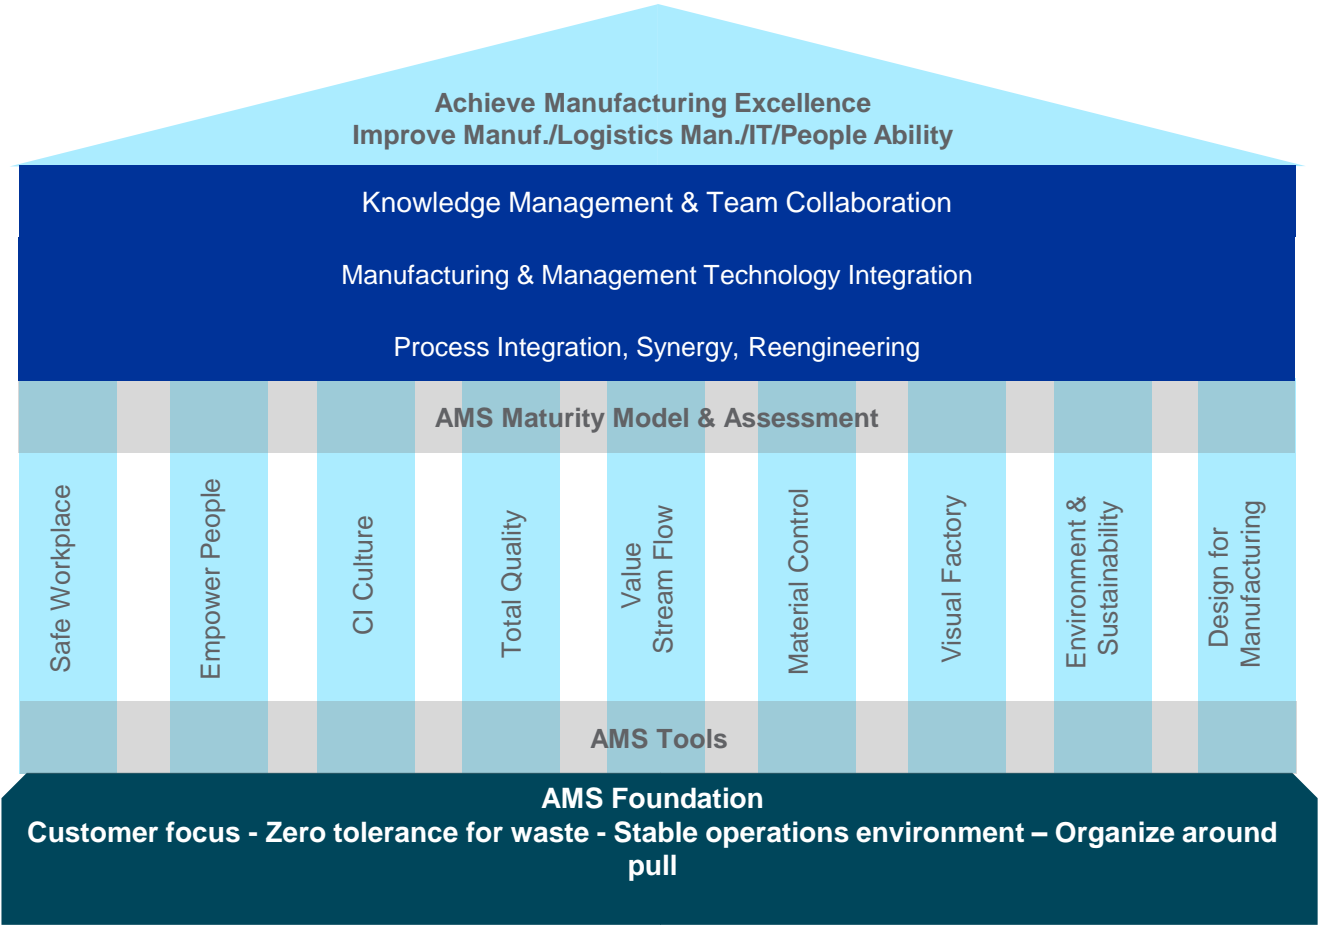 Achieve Manufacturing Excellence
Improve Manuf./Logistics Man./IT/People Ability
Knowledge Management & Team Collaboration
Manufacturing & Management Technology Integration
Process Integration, Synergy, Reengineering
AMS Maturity Model & Assessment
Safe Workplace
Empower People
CI Culture
Total Quality
Value
Stream Flow
Material Control
Visual Factory
Environment &
Sustainability
Design for
Manufacturing
AMS Tools
AMS Foundation
Customer focus - Zero tolerance for waste - Stable operations environment – Organize around
pull